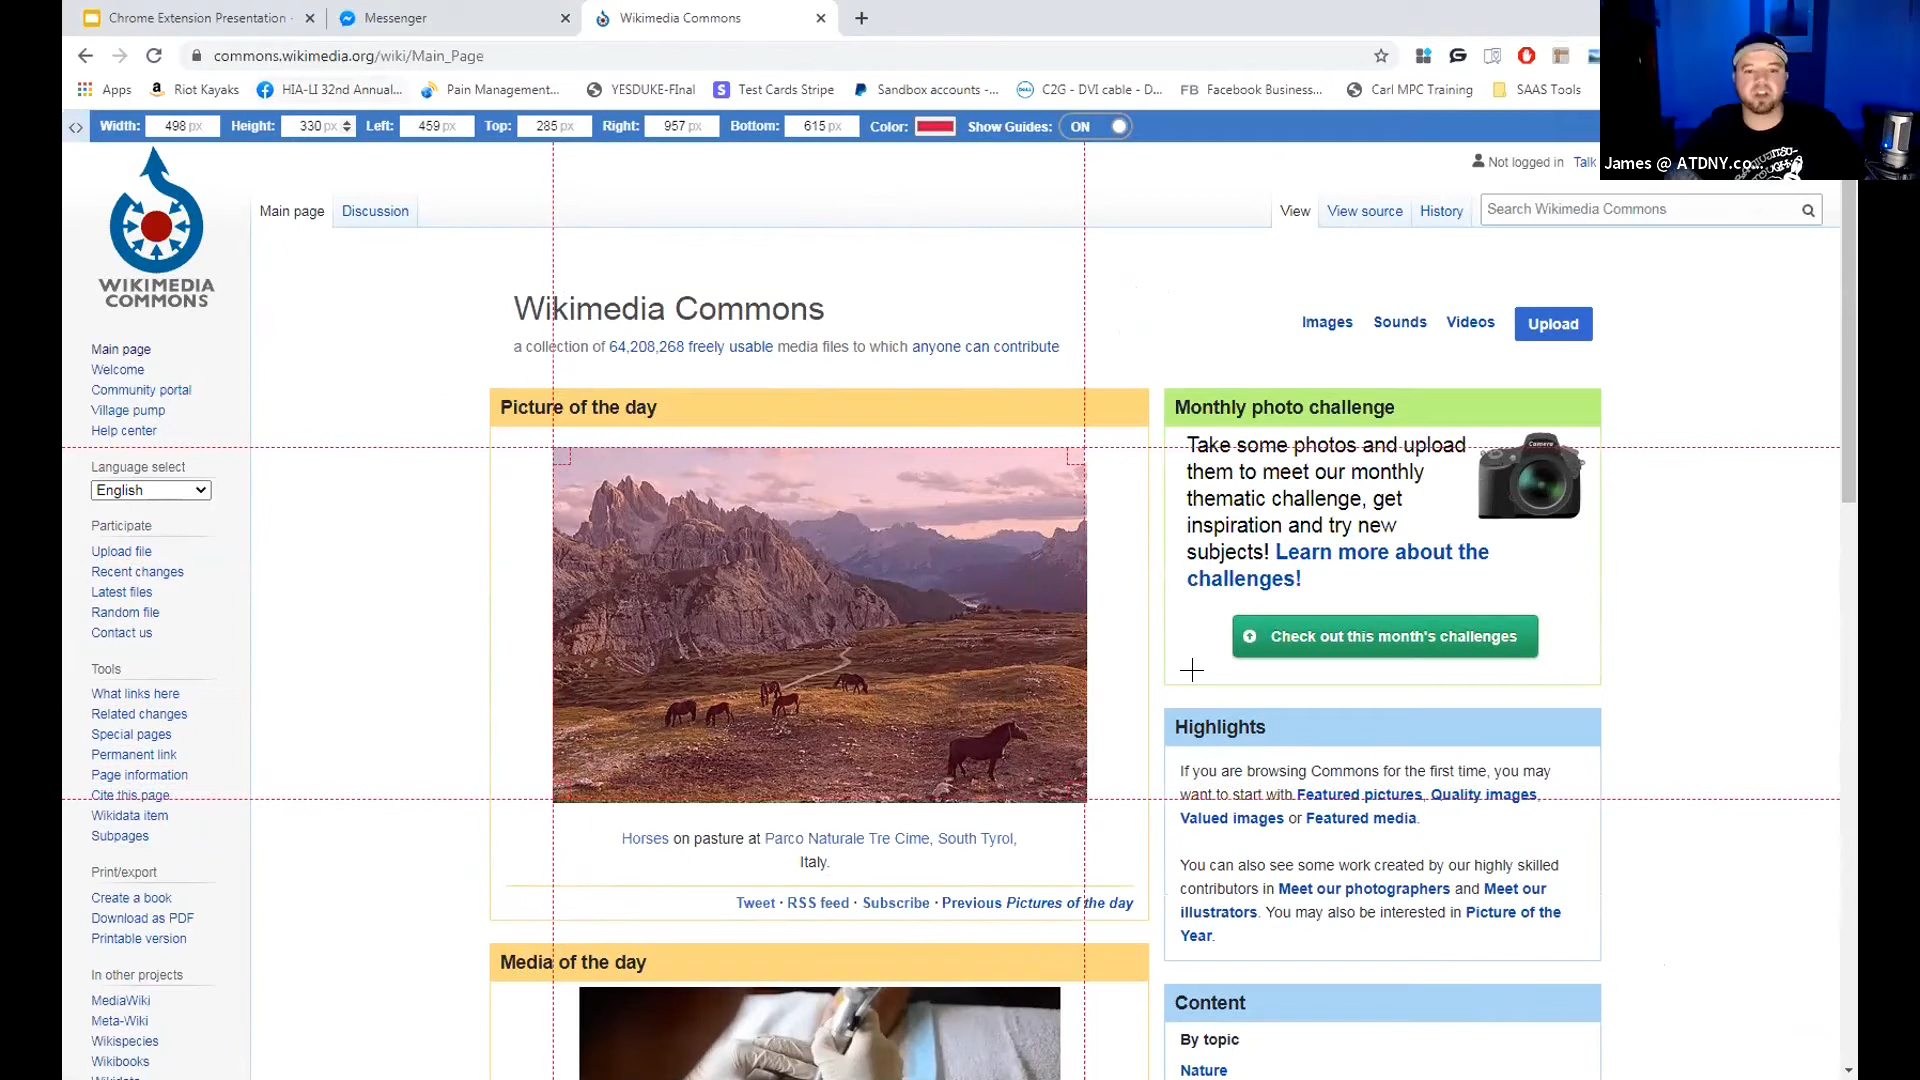 Chrome Extension Presentation -
Messenger
Wikimedia Commons
commons.wikimedia.org/wiki/Main_Page
Apps
Riot Kayaks
HIA-LI 32nd Annual...
Pain Management...
YESDUKE-FInal
Test Cards Stripe
Sandbox accounts -...
C2G - DVI cable - D...
FB Facebook Business...
Carl MPC Training
SAAS Tools
Width: 498 px Height: 330 px Left: 459 px Top: 285 px Right: 957 px Bottom: 615 px Color: Show Guides: ON
James @ ATDNY.co...
Not logged in Talk
WIKIMEDIA
COMMONS
Main page Discussion
View View source History Search Wikimedia Commons
Main page
Welcome
Community portal
Village pump
Help center
Language select
English
Participate
Upload file
Recent changes
Latest files
Random file
Contact us
Tools
What links here
Related changes
Special pages
Permanent link
Page information
Cite this page
Wikidata item
Subpages
Print/export
Create a book
Download as PDF
Printable version
In other projects
MediaWiki
Meta-Wiki
Wikispecies
Wikibooks
Wikimedia Commons
a collection of 64,208,268 freely usable media files to which anyone can contribute
Images Sounds Videos Upload
Picture of the day
Horses on pasture at Parco Naturale Tre Cime, South Tyrol,
Italy.
Tweet · RSS feed · Subscribe · Previous Pictures of the day
Media of the day
Monthly photo challenge
Take some photos and upload
them to meet our monthly
thematic challenge, get
inspiration and try new
subjects! Learn more about the
challenges!
Camera
Check out this month's challenges
Highlights
If you are browsing Commons for the first time, you may
want to start with Featured pictures, Quality images,
Valued images or Featured media.
You can also see some work created by our highly skilled
contributors in Meet our photographers and Meet our
illustrators. You may also be interested in Picture of the
Year.
Content
By topic
Nature